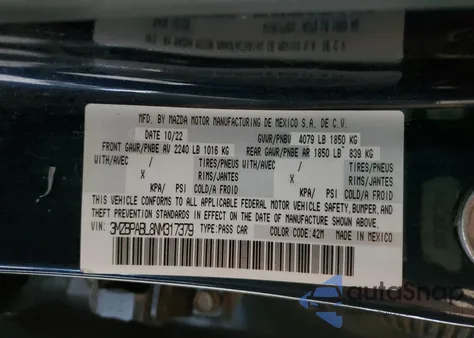 MFD. BY MAZDA MOTOR MANUFACTURING DE MEXICO S.A. DE C.V.
DATE 10/22 GVWR/PNBV 4079 LB 1850 KG
FRONT GAWR/PNBE AV 2240 LB 1016 KG REAR GAWR/PNBE AR 1850 LB 839 KG
WITH/AVEC / TIRES/PNEUS WITH/AVEC / TIRES/PNEUS
X RIMS/JANTES X RIMS/JANTES
KPA/ PSI COLD/A FROID KPA/ PSI COLD/A FROID
THIS VEHICLE CONFORMS TO ALL APPLICABLE FEDERAL MOTOR VEHICLE SAFETY, BUMPER, AND
THEFT PREVENTION STANDARDS IN EFFECT ON THE DATE OF MANUFACTURE SHOWN ABOVE.
VIN: 3MZBPABL8NM317379 TYPE: PASS CAR COLOR CODE: 42M MADE IN MEXICO
autoSnap